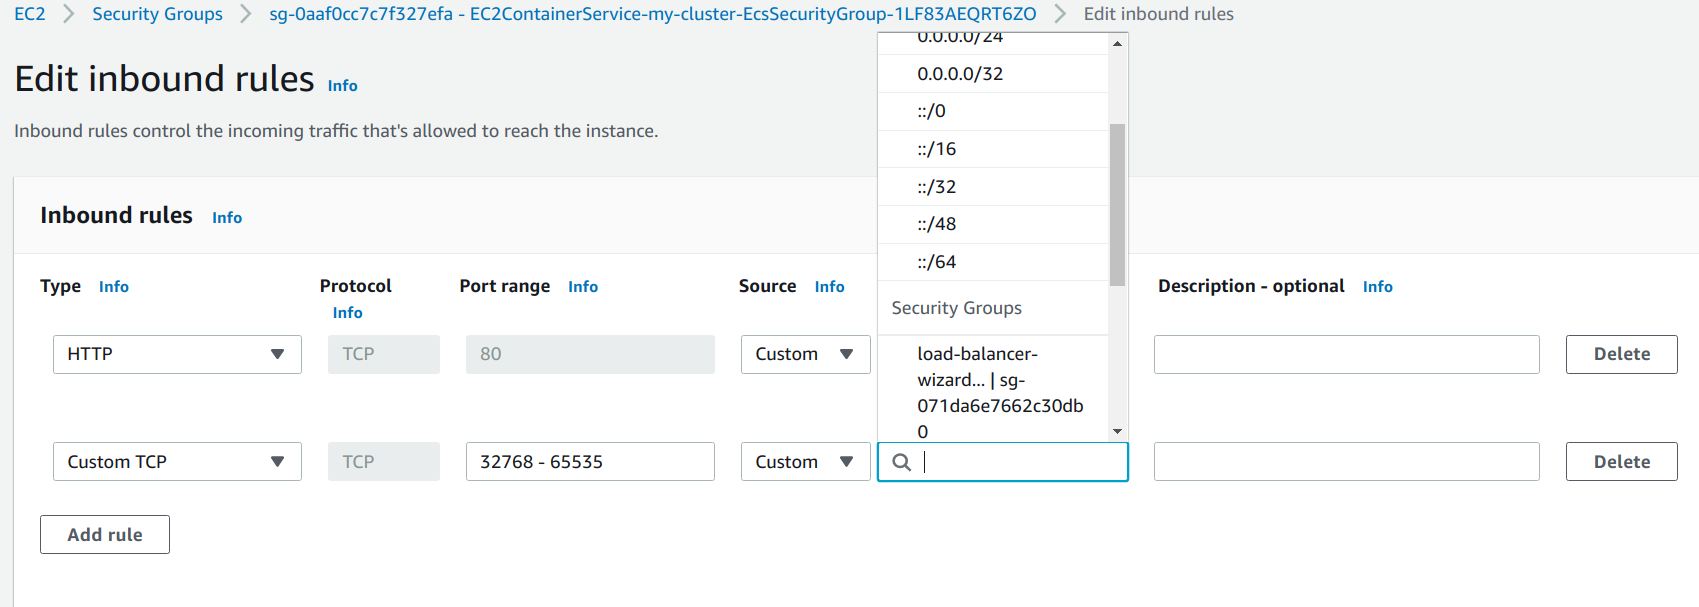 EC2 > Security Groups > sg-0aaf0cc7c7f327efa - EC2ContainerService-my-cluster-EcsSecurityGroup-1LF83AEQRT6ZO > Edit inbound rules
Edit inbound rules Info
Inbound rules control the incoming traffic that's allowed to reach the instance.
0.0.0.0/24
0.0.0.0/32
::/0
::/16
::/32
::/48
::/64
Security Groups
load-balancer-
wizard... | sg-
071da6e7662c30db
0
Inbound rules Info
Type Info
Protocol
Info
Port range Info
Source Info
Description - optional Info
HTTP TCP 80 Custom Delete
Custom TCP TCP 32768 - 65535 Custom Delete
Add rule